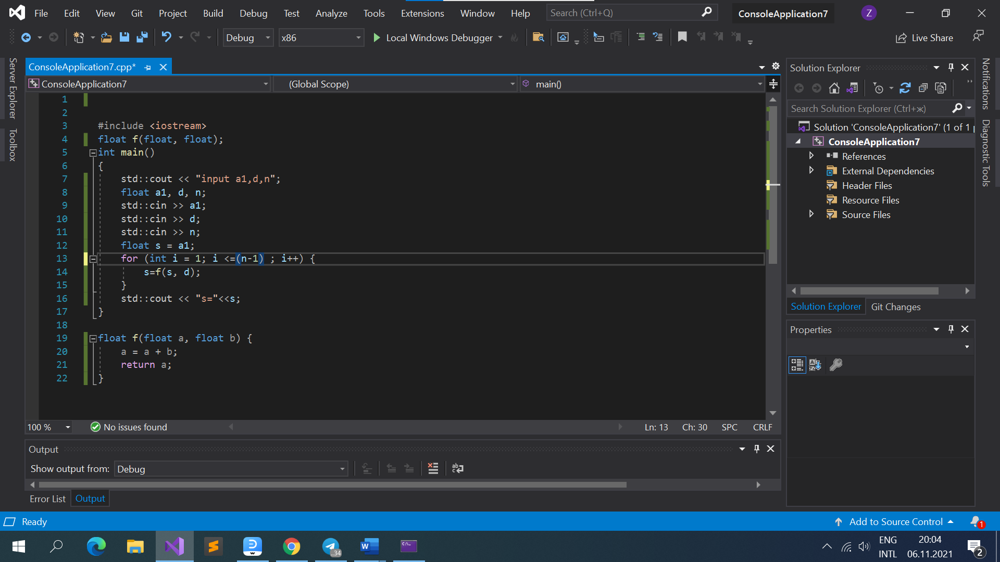 File Edit View Git Project Build Debug Test Analyze Tools Extensions Window Help Search (Ctrl+Q) ConsoleApplication7 Z
Debug x86 Local Windows Debugger Live Share
Server Explorer
Toolbox
ConsoleApplication7.cpp*
ConsoleApplication7 (Global Scope) main()
1
2
3 #include <iostream>
4 float f(float, float);
5 int main()
6 {
7 std::cout << "input a1,d,n";
8 float a1, d, n;
9 std::cin >> a1;
10 std::cin >> d;
11 std::cin >> n;
12 float s = a1;
13 for (int i = 1; i <=(n-1) ; i++) {
14 s=f(s, d);
15 }
16 std::cout << "s="<<s;
17 }
18
19 float f(float a, float b) {
20 a = a + b;
21 return a;
22 }
100 % No issues found Ln: 13 Ch: 30 SPC CRLF
Output
Show output from: Debug
Error List Output
Solution Explorer
Search Solution Explorer (Ctrl+ж)
Solution 'ConsoleApplication7' (1 of 1
ConsoleApplication7
References
External Dependencies
Header Files
Resource Files
Source Files
Solution Explorer Git Changes
Properties
Notifications
Diagnostic Tools
Ready Add to Source Control 1
34
ENG
INTL
20:04
06.11.2021
2